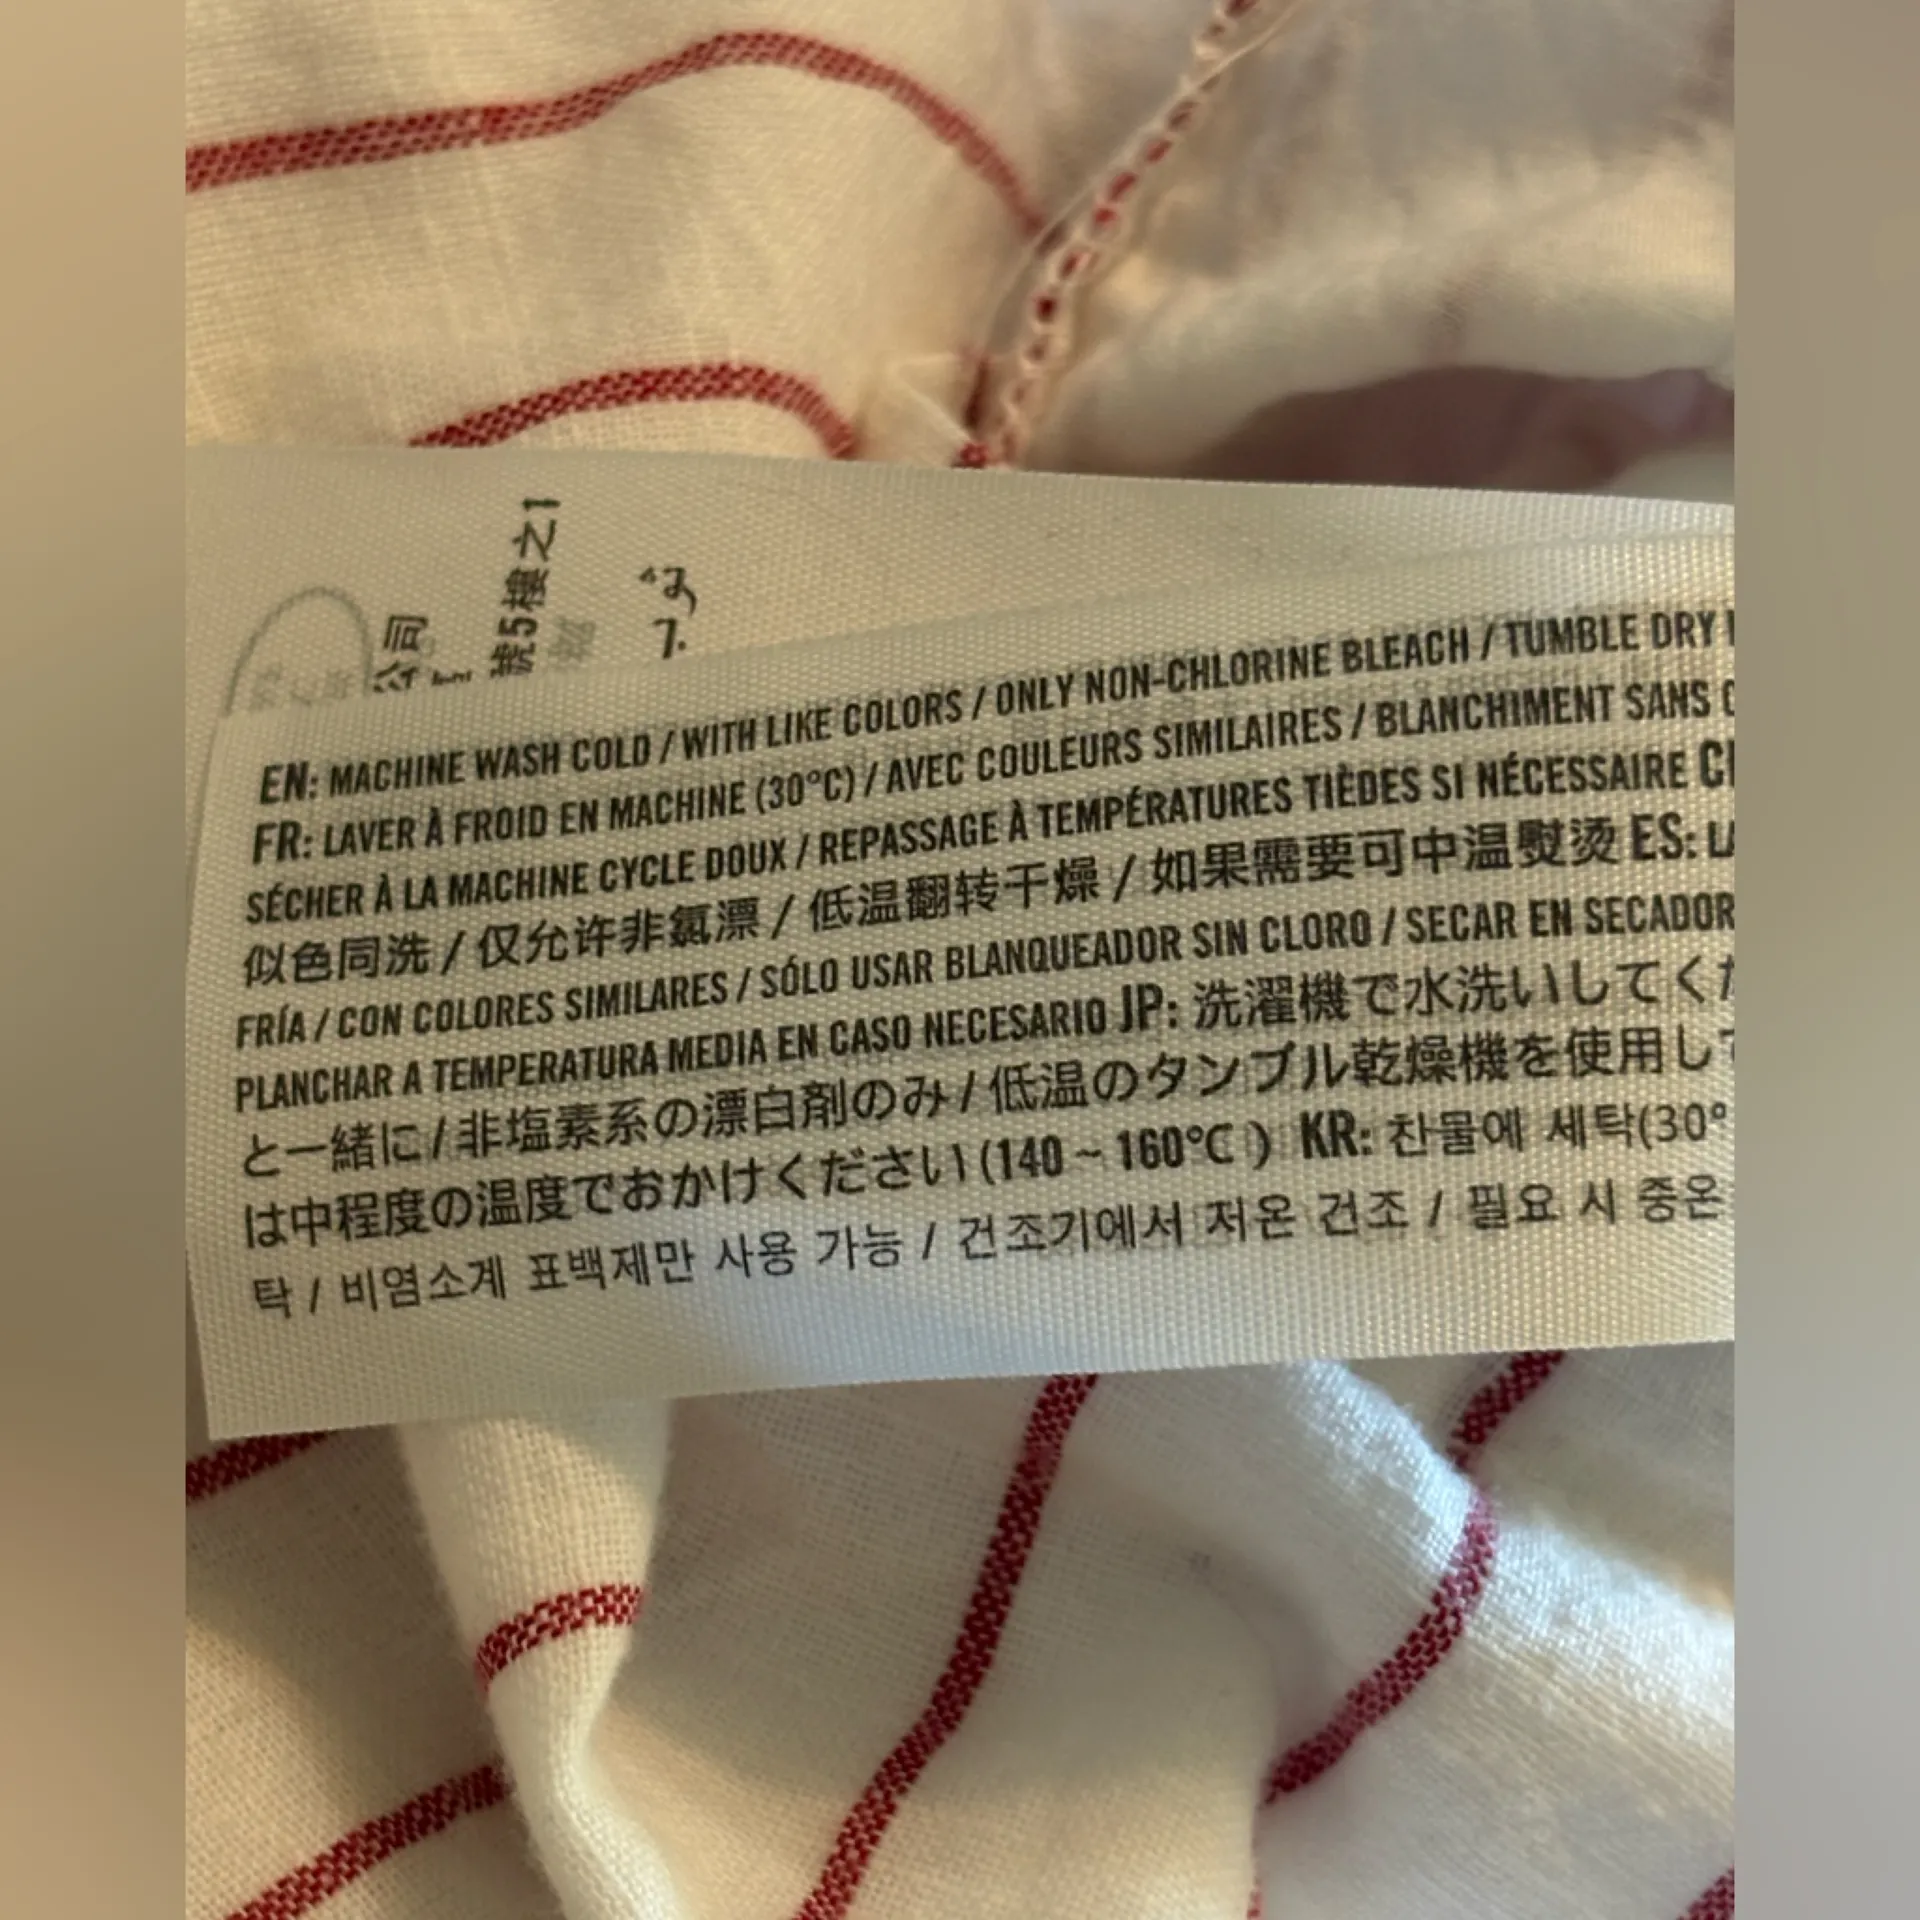 公司
號5樓之1
EN: MACHINE WASH COLD / WITH LIKE COLORS / ONLY NON-CHLORINE BLEACH / TUMBLE DRY
FR: LAVER À FROID EN MACHINE (30°C) / AVEC COULEURS SIMILAIRES / BLANCHIMENT SANS
SÉCHER À LA MACHINE CYCLE DOUX / REPASSAGE À TEMPÉRATURES TIÈDES SI NÉCESSAIRE
似色同洗 / 仅允许非氯漂 / 低温翻转干燥 / 如果需要可中温熨烫 ES:
FRÍA / CON COLORES SIMILARES / SÓLO USAR BLANQUEADOR SIN CLORO / SECAR EN SECADOR
PLANCHAR A TEMPERATURA MEDIA EN CASO NECESARIO JP: 洗濯機で水洗いしてく
と一緒に / 非塩素系の漂白剤のみ / 低温のタンブル乾燥機を使用し
は中程度の温度でおかけください (140 ~ 160°C ) KR: 찬물에 세탁(30°
탁 / 비염소계 표백제만 사용 가능 / 건조기에서 저온 건조 / 필요 시 중온